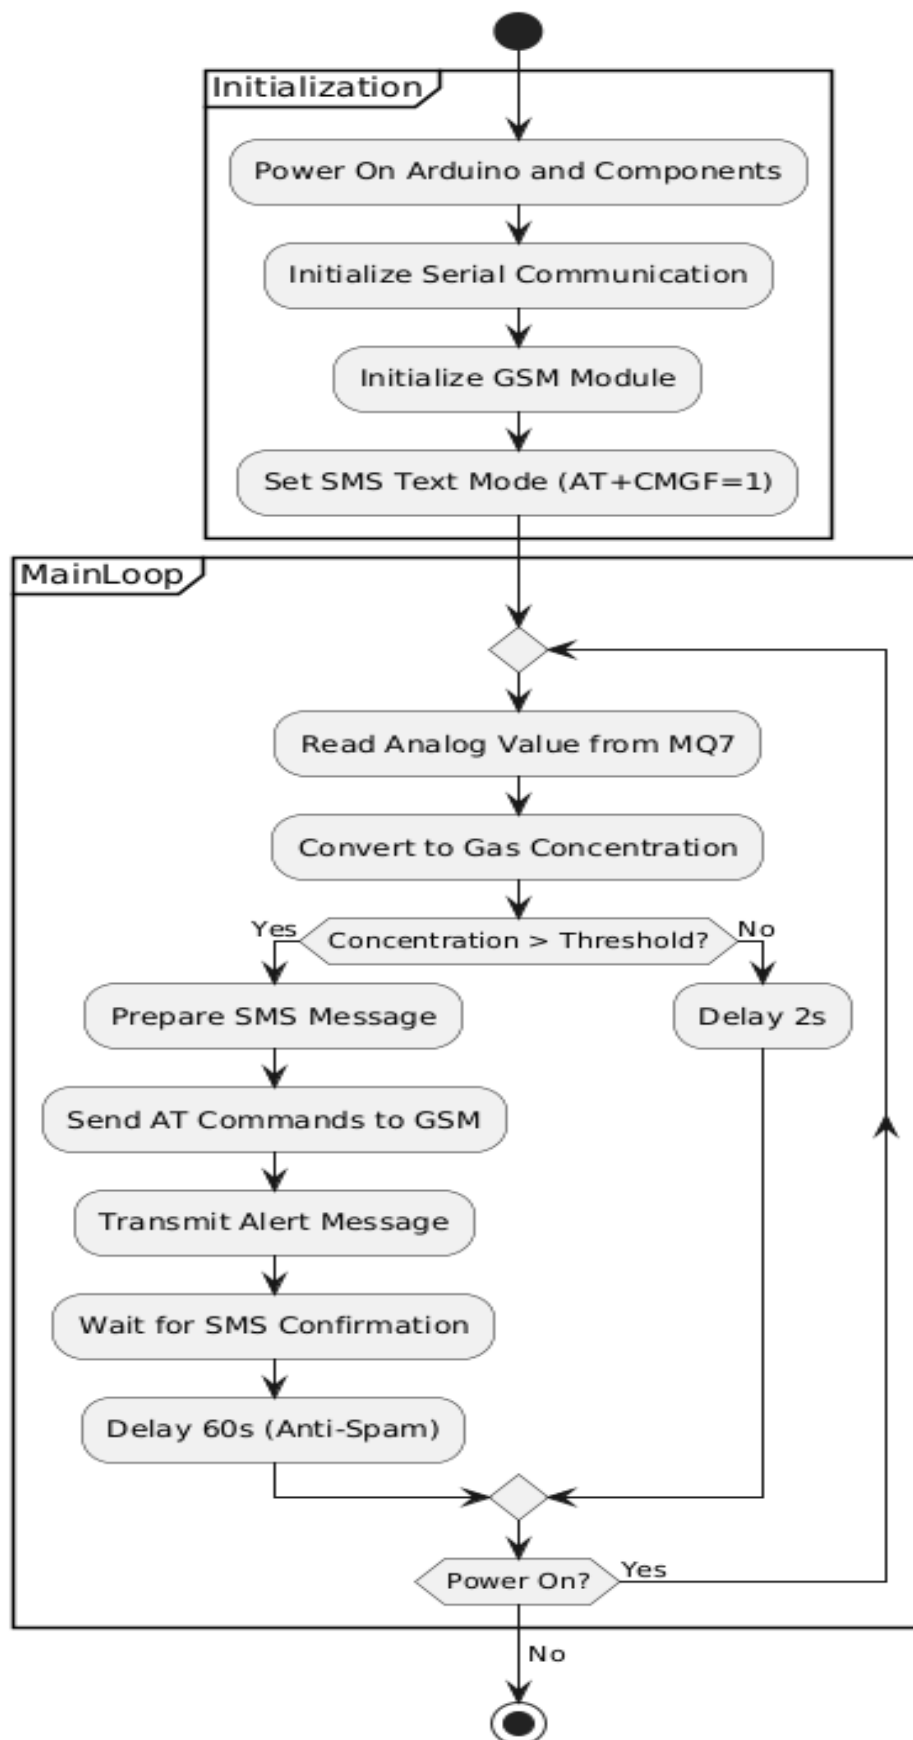 Initialization
Power On Arduino and Components
Initialize Serial Communication
Initialize GSM Module
Set SMS Text Mode (AT+CMGF=1)
MainLoop
Read Analog Value from MQ7
Convert to Gas Concentration
Yes
Concentration > Threshold?
No
Prepare SMS Message
Delay 2s
Send AT Commands to GSM
Transmit Alert Message
Wait for SMS Confirmation
Delay 60s (Anti-Spam)
Power On?
Yes
No